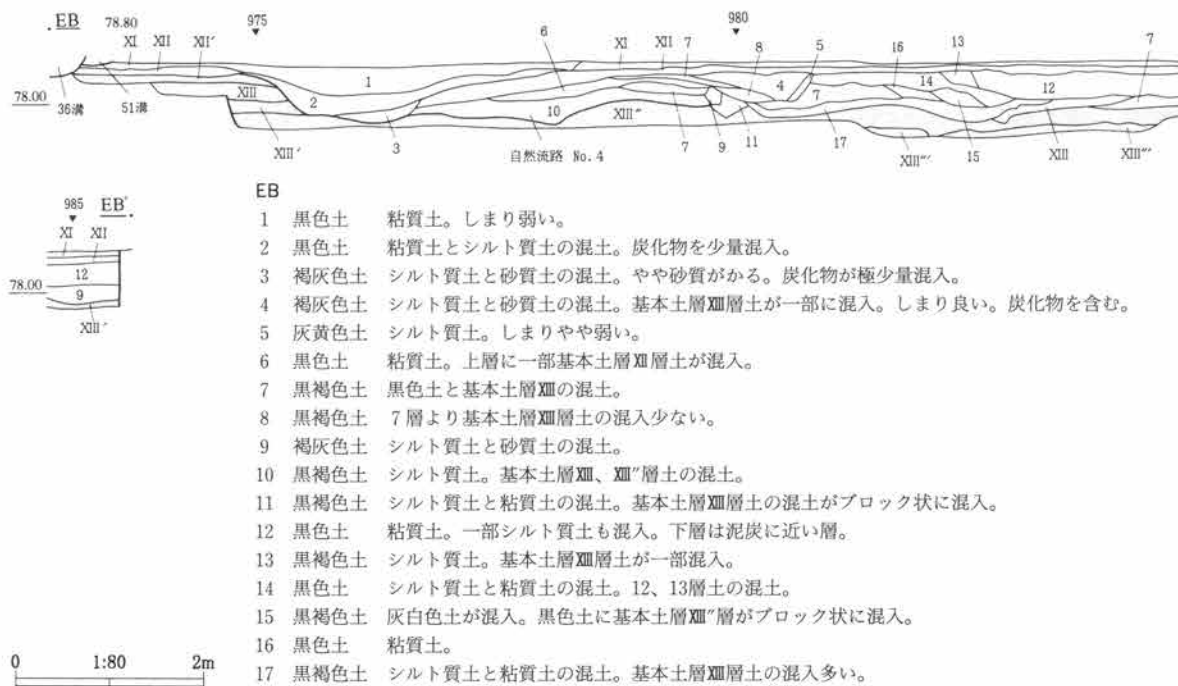 EB 78.80 975 980
XI XII XII′ 6 XI XII 7 8 5 16 13 7
1 4 14
78.00 XIII 2 7 12
36溝 51溝 10 XIII″
XIII′ 3 自然流路 No.4 7 9 11 17 XIII‴ 15 XIII XIII‴
985 EB′
XI XII
12
78.00
9
XIII″
EB
1 黒色土 粘質土。しまり弱い。
2 黒色土 粘質土とシルト質土の混土。炭化物を少量混入。
3 褐灰色土 シルト質土と砂質土の混土。やや砂質がかる。炭化物が極少量混入。
4 褐灰色土 シルト質土と砂質土の混土。基本土層XIII層土が一部に混入。しまり良い。炭化物を含む。
5 灰黄色土 シルト質土。しまりやや弱い。
6 黒色土 粘質土。上層に一部基本土層XII層土が混入。
7 黒褐色土 黒色土と基本土層XIIIの混土。
8 黒褐色土 7層より基本土層XIII層土の混入少ない。
9 褐灰色土 シルト質土と砂質土の混土。
10 黒褐色土 シルト質土。基本土層XIII、XIII″層土の混土。
11 黒褐色土 シルト質土と粘質土の混土。基本土層XIII層土の混土がブロック状に混入。
12 黒色土 粘質土。一部シルト質土も混入。下層は泥炭に近い層。
13 黒褐色土 シルト質土。基本土層XIII層土が一部混入。
14 黒色土 シルト質土と粘質土の混土。12、13層土の混土。
15 黒褐色土 灰白色土が混入。黒色土に基本土層XIII″層がブロック状に混入。
16 黒色土 粘質土。
17 黒褐色土 シルト質土と粘質土の混土。基本土層XIII層土の混入多い。
0 1:80 2m